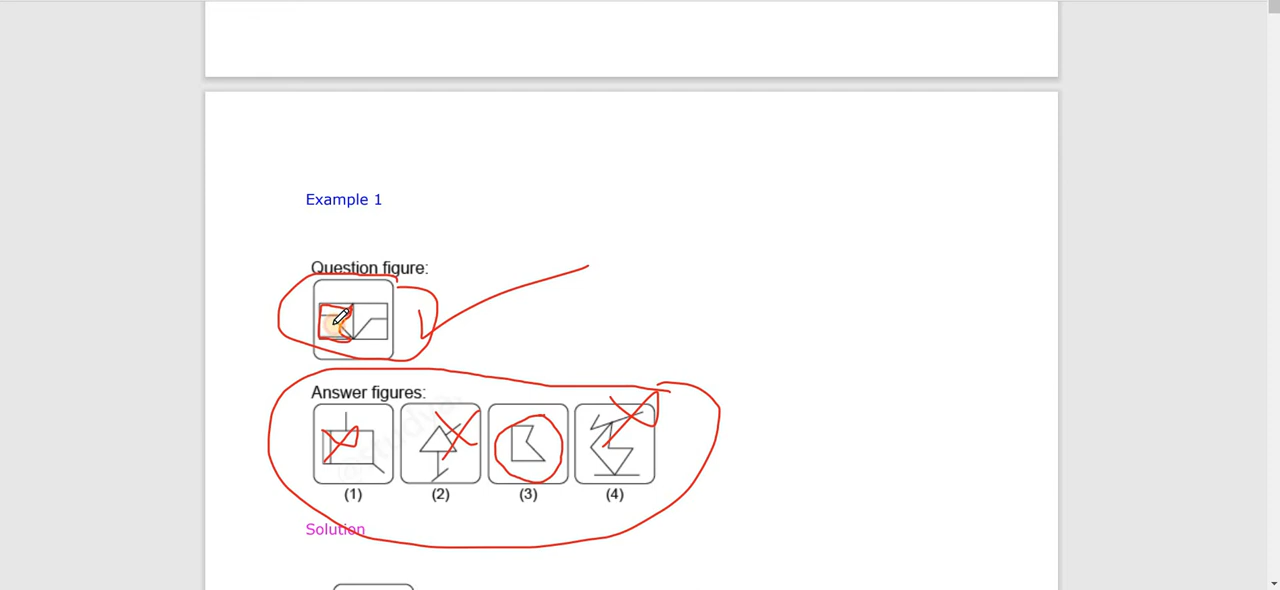 Example 1
Question figure:
Answer figures:
(1) (2) (3) (4)
Solution